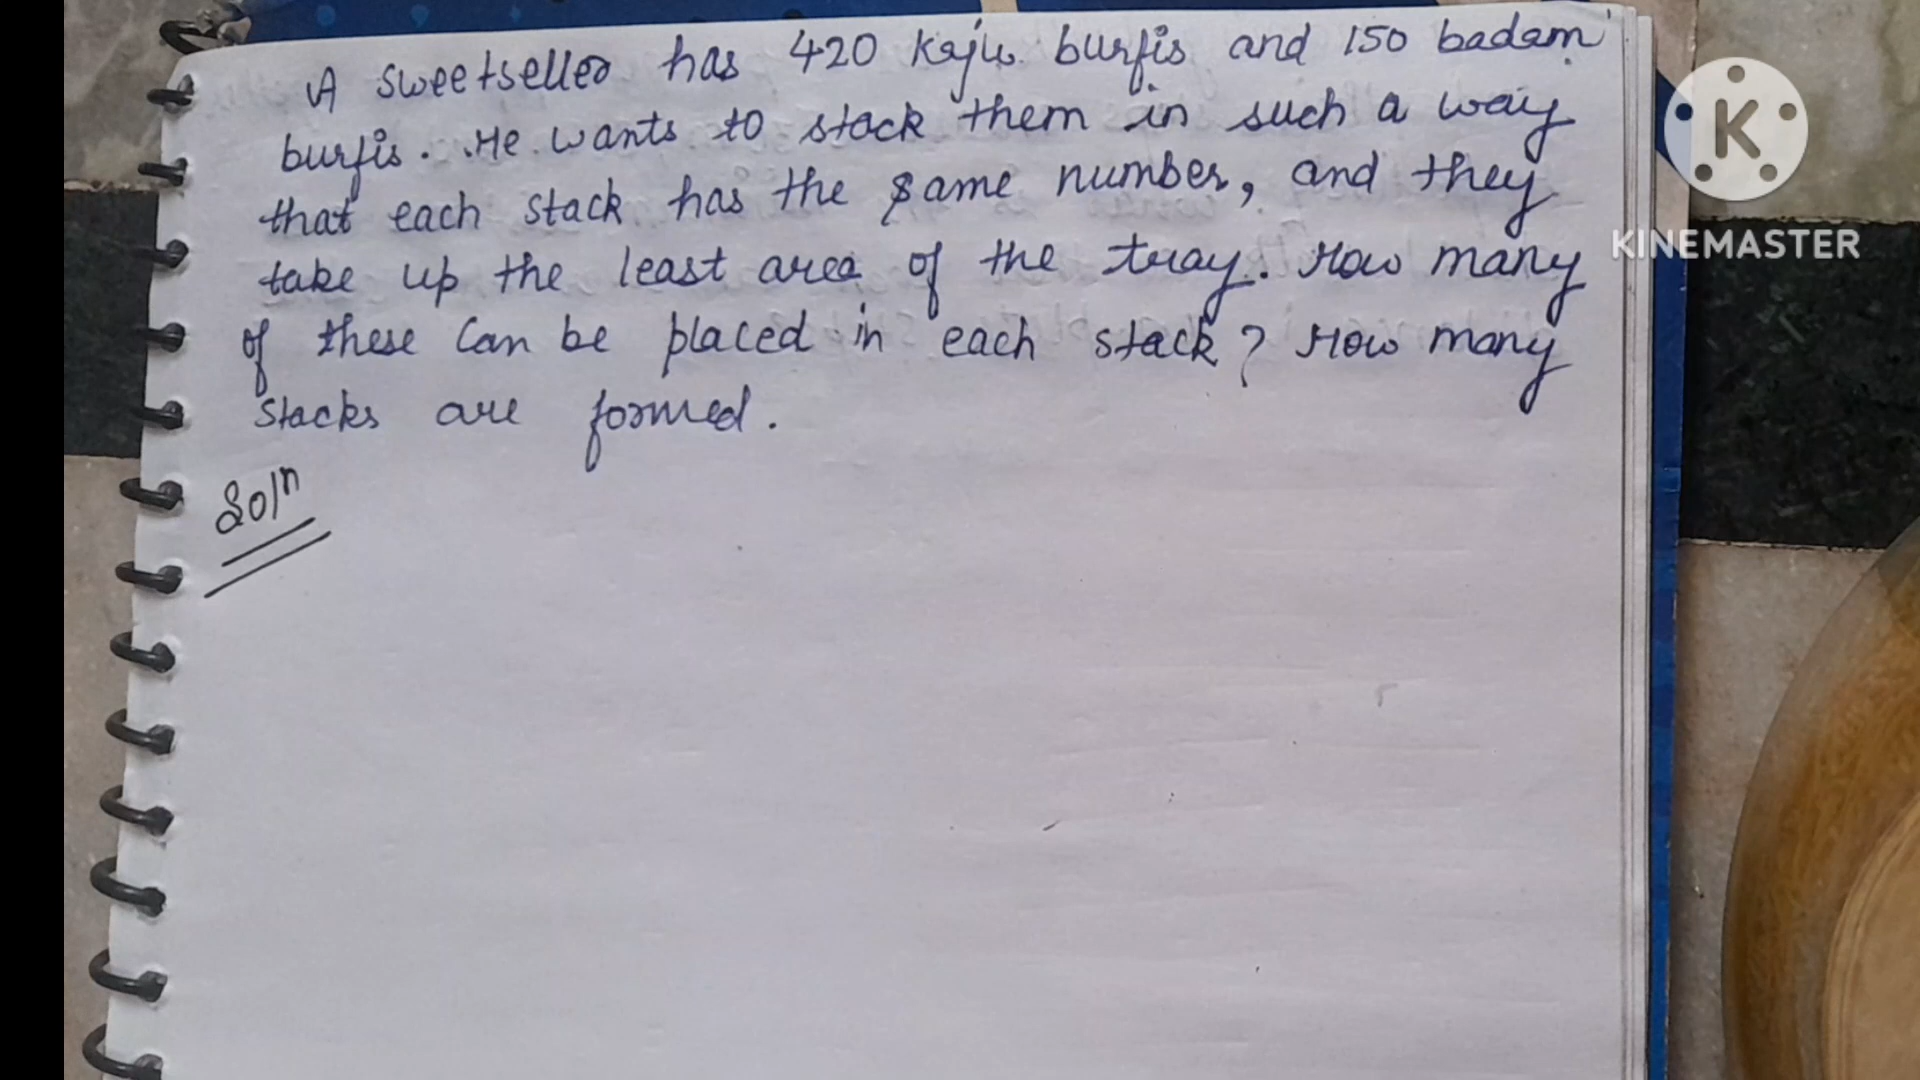 A sweetseller has 420 Kaju burfis and 150 badam
burfis. He wants to stack them in such a way
that each stack has the same number, and they
take up the least area of the tray. How many
of these can be placed in each stack? How many
stacks are formed.
Soln
K
KINEMASTER